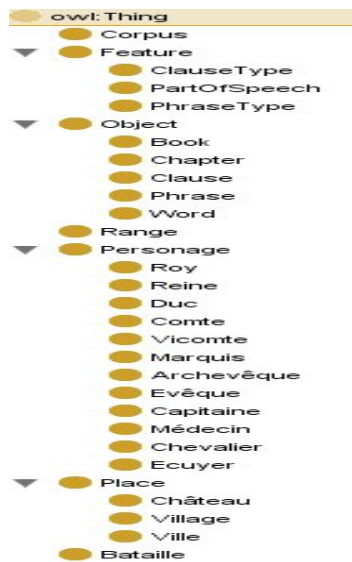 owl:Thing
Corpus
Feature
ClauseType
PartOfSpeech
PhraseType
Object
Book
Chapter
Clause
Phrase
Word
Range
Personage
Roy
Reine
Duc
Comte
Vicomte
Marquis
Archevêque
Evêque
Capitaine
Médecin
Chevalier
Ecuyer
Place
Château
Village
Ville
Bataille